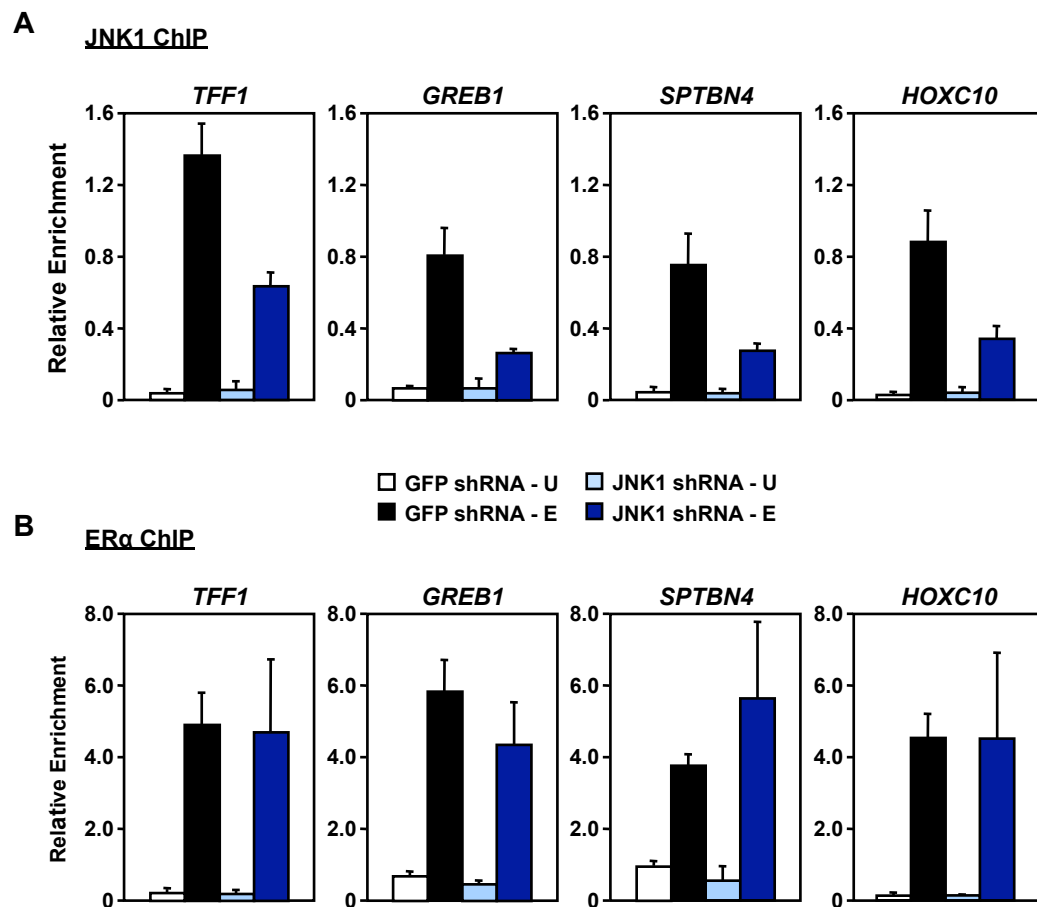 A
JNK1 ChIP
TFF1 GREB1 SPTBN4 HOXC10
Relative Enrichment
1.6 1.6 1.6 1.6
1.2 1.2 1.2 1.2
0.8 0.8 0.8 0.8
0.4 0.4 0.4 0.4
0 0 0 0
GFP shRNA - U JNK1 shRNA - U
GFP shRNA - E JNK1 shRNA - E
B
ERα ChIP
TFF1 GREB1 SPTBN4 HOXC10
Relative Enrichment
8.0 8.0 8.0 8.0
6.0 6.0 6.0 6.0
4.0 4.0 4.0 4.0
2.0 2.0 2.0 2.0
0 0 0 0